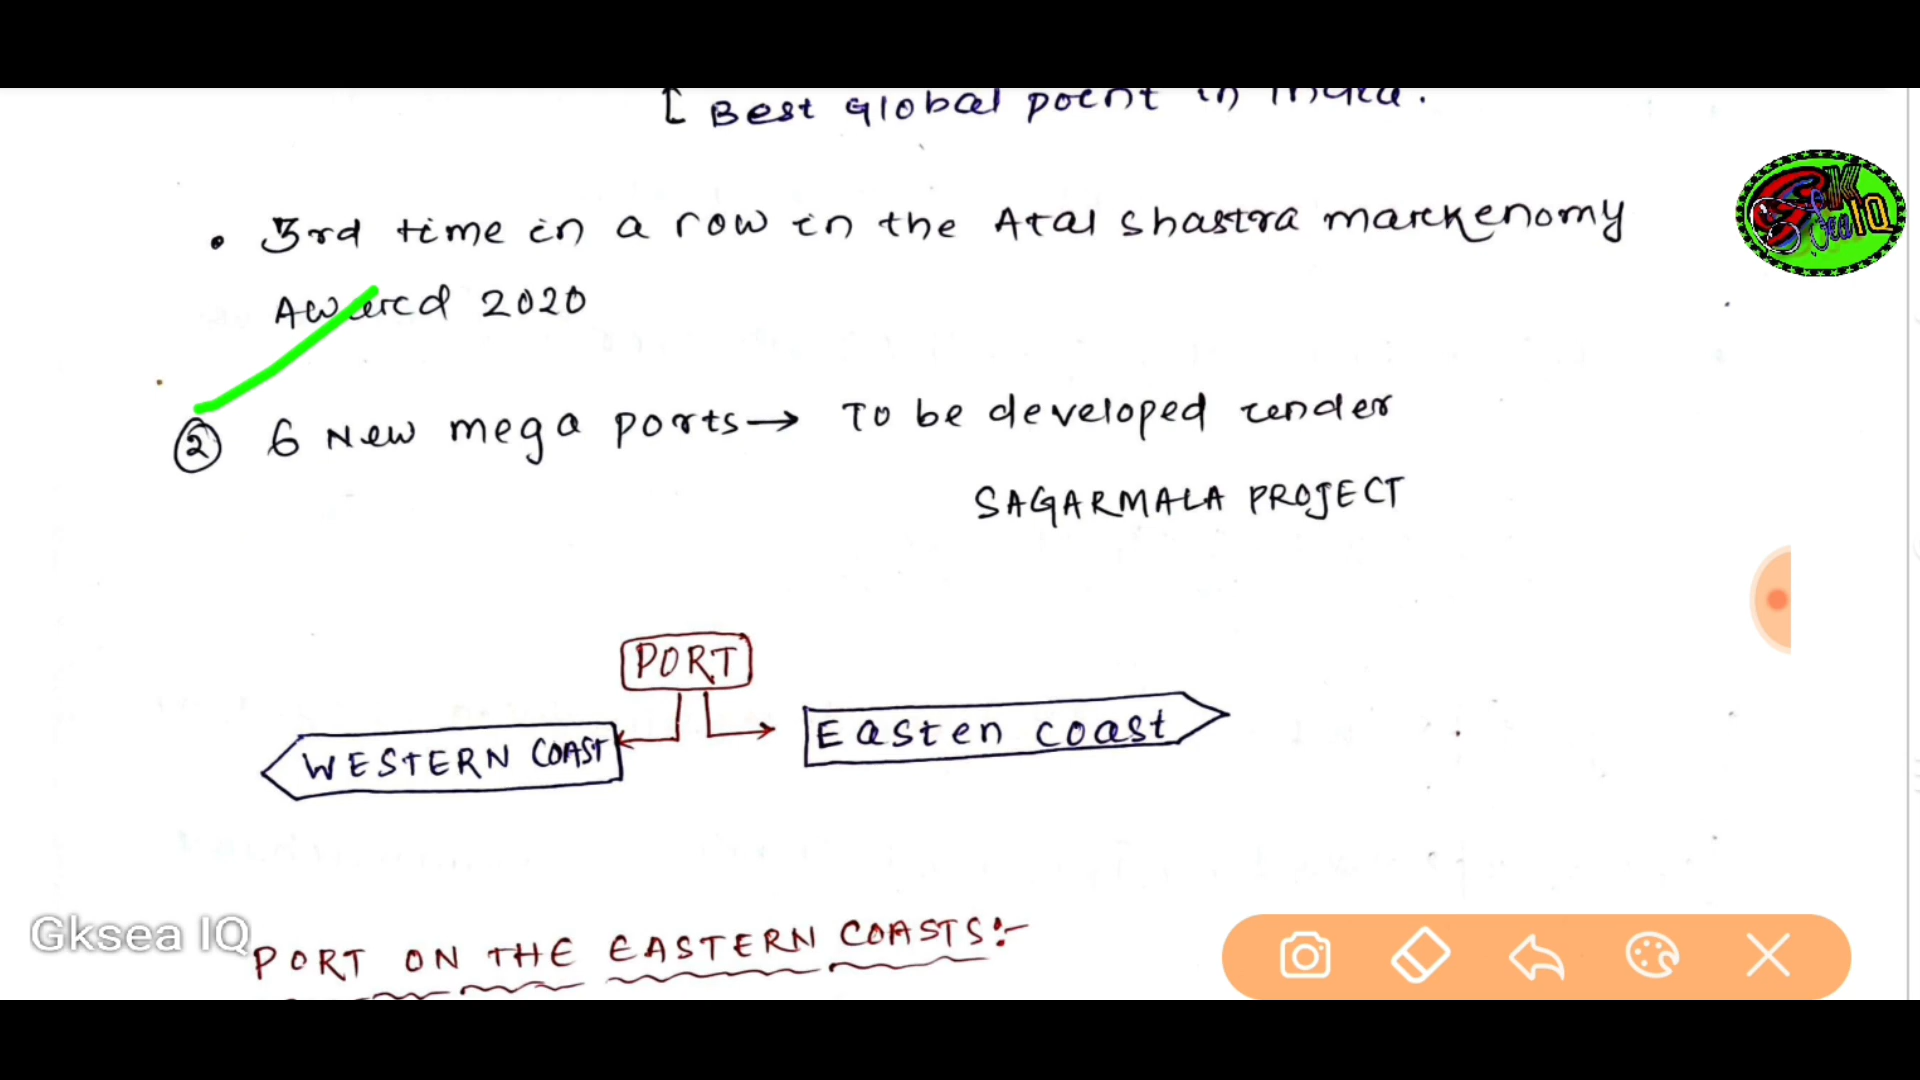 [ Best Global point in India.
• 3rd time in a row in the Atal Shastra markenomy
Award 2020
② 6 New mega ports → To be developed under
SAGARMALA PROJECT
PORT
WESTERN COAST
Easten coast
Gksea IQ
PORT ON THE EASTERN COASTS:-